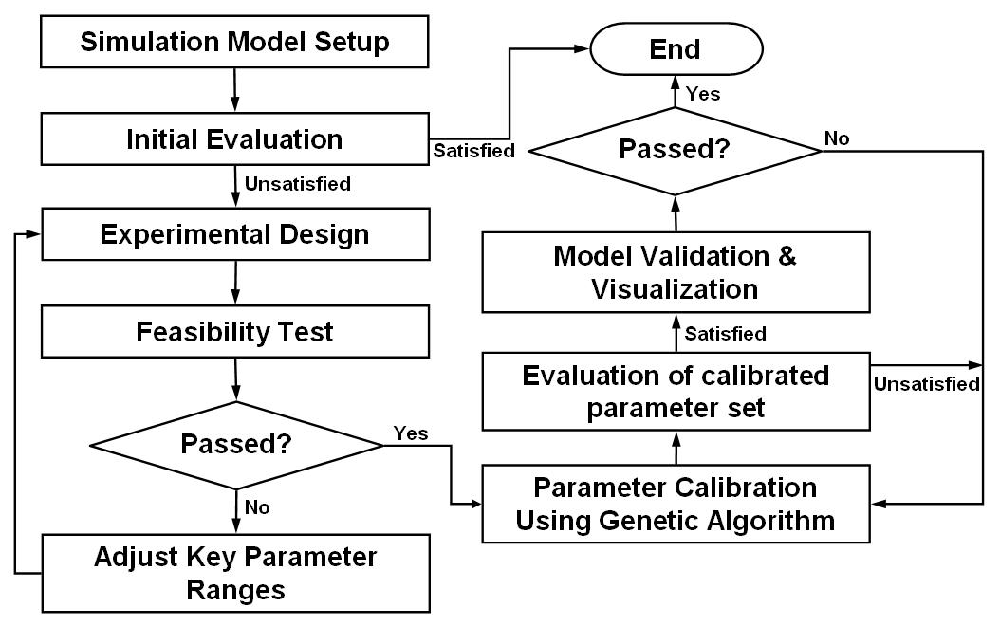 Simulation Model Setup
Initial Evaluation
Satisfied
Unsatisfied
Experimental Design
Feasibility Test
Passed?
Yes
No
Adjust Key Parameter
Ranges
End
Yes
Passed?
No
Model Validation &
Visualization
Satisfied
Evaluation of calibrated
parameter set
Unsatisfied
Parameter Calibration
Using Genetic Algorithm